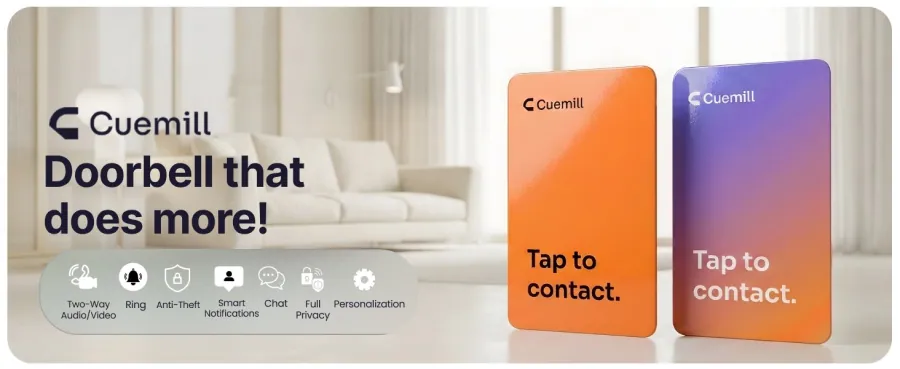 Cuemill
Doorbell that
does more!
Two-Way
Audio/Video
Ring
Anti-Theft
Smart
Notifications
Chat
Full
Privacy
Personalization
Cuemill
Tap to
contact.
Cuemill
Tap to
contact.